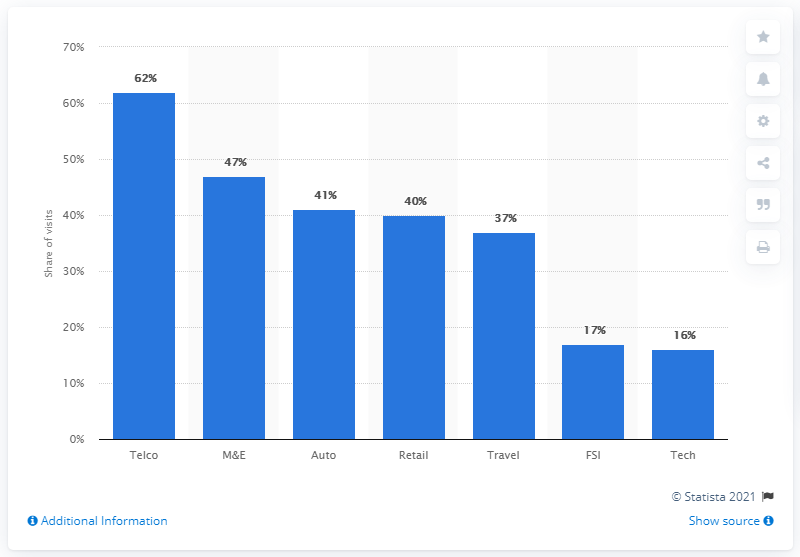 70%
60%
50%
40%
30%
20%
10%
0%
Share of visits
62%
47%
41%
40%
37%
17%
16%
Telco
M&E
Auto
Retail
Travel
FSI
Tech
© Statista 2021
Additional Information
Show source